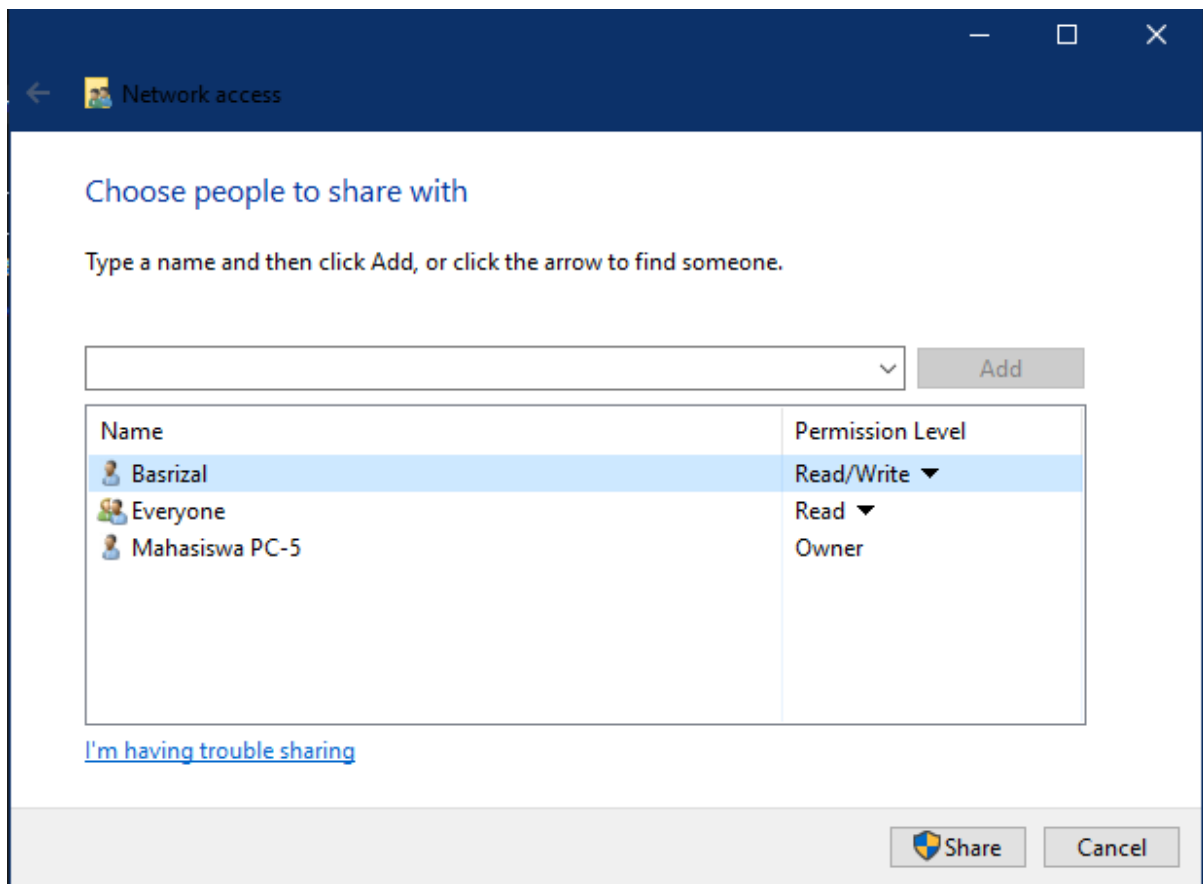 Network access
Choose people to share with
Type a name and then click Add, or click the arrow to find someone.
Add
Name Permission Level
Basrizal Read/Write
Everyone Read
Mahasiswa PC-5 Owner
I'm having trouble sharing
Share Cancel